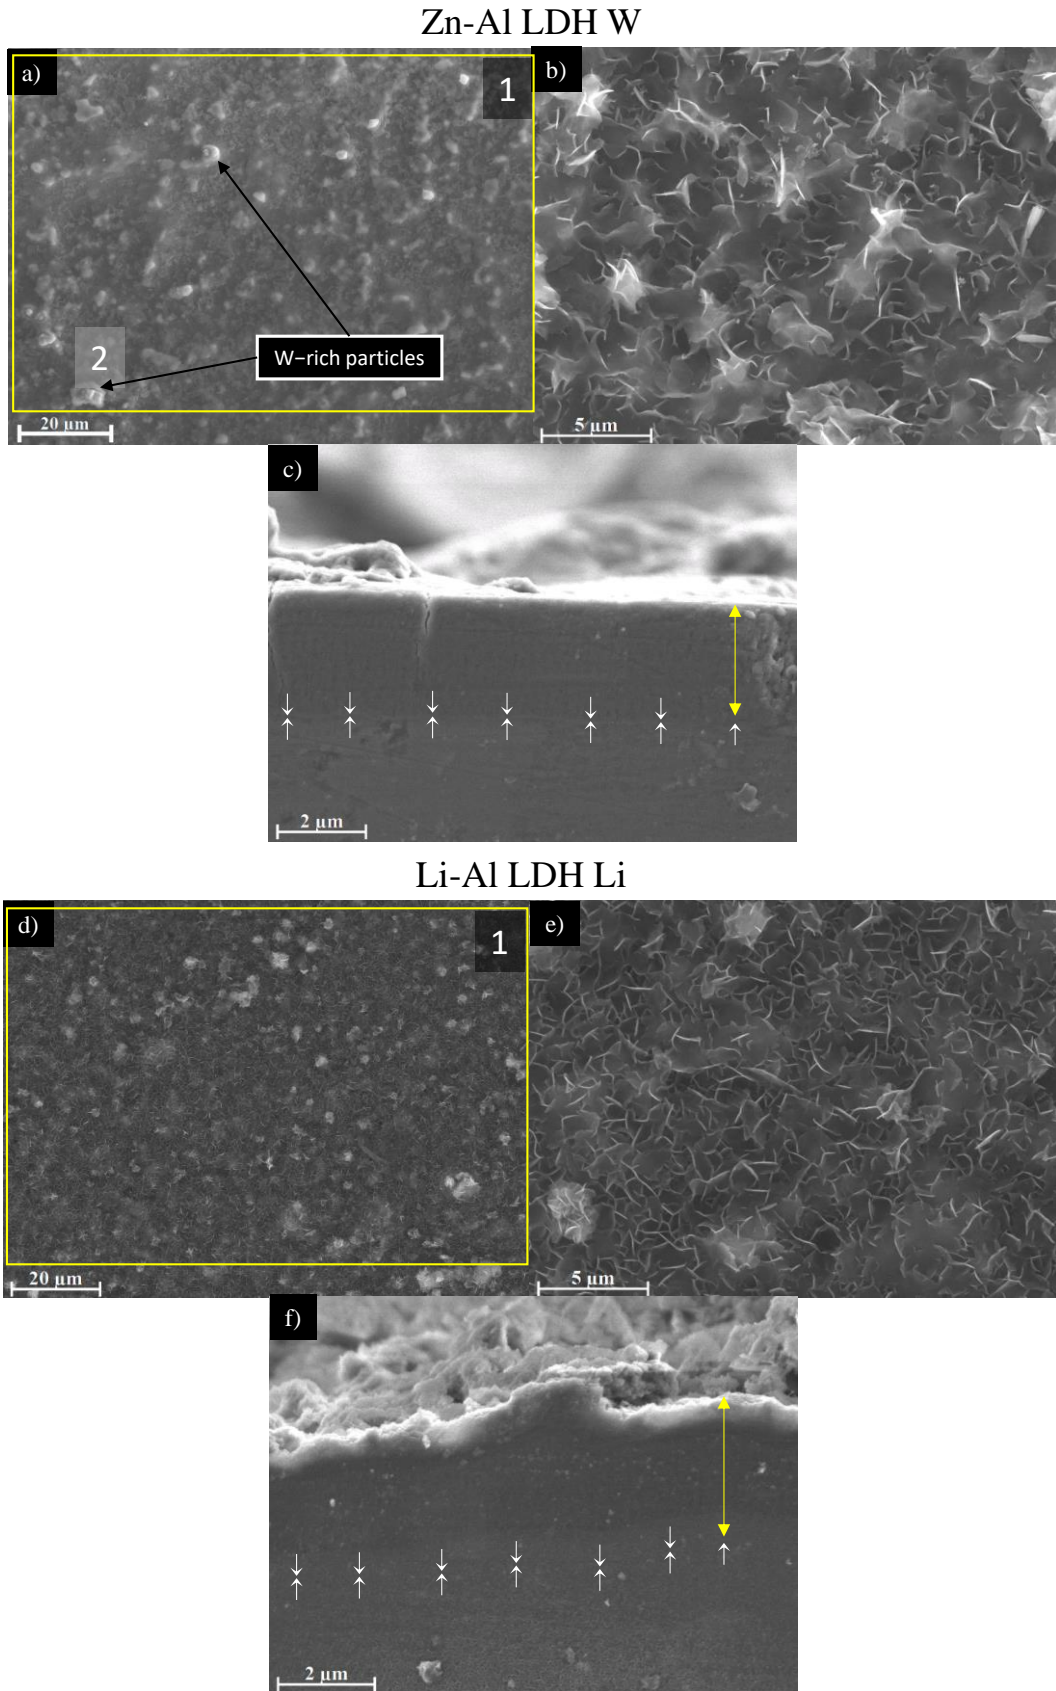 Zn-Al LDH W
a)
1
b)
W–rich particles
2
20 µm
5 µm
c)
2 µm
Li-Al LDH Li
d)
1
e)
20 µm
5 µm
f)
2 µm